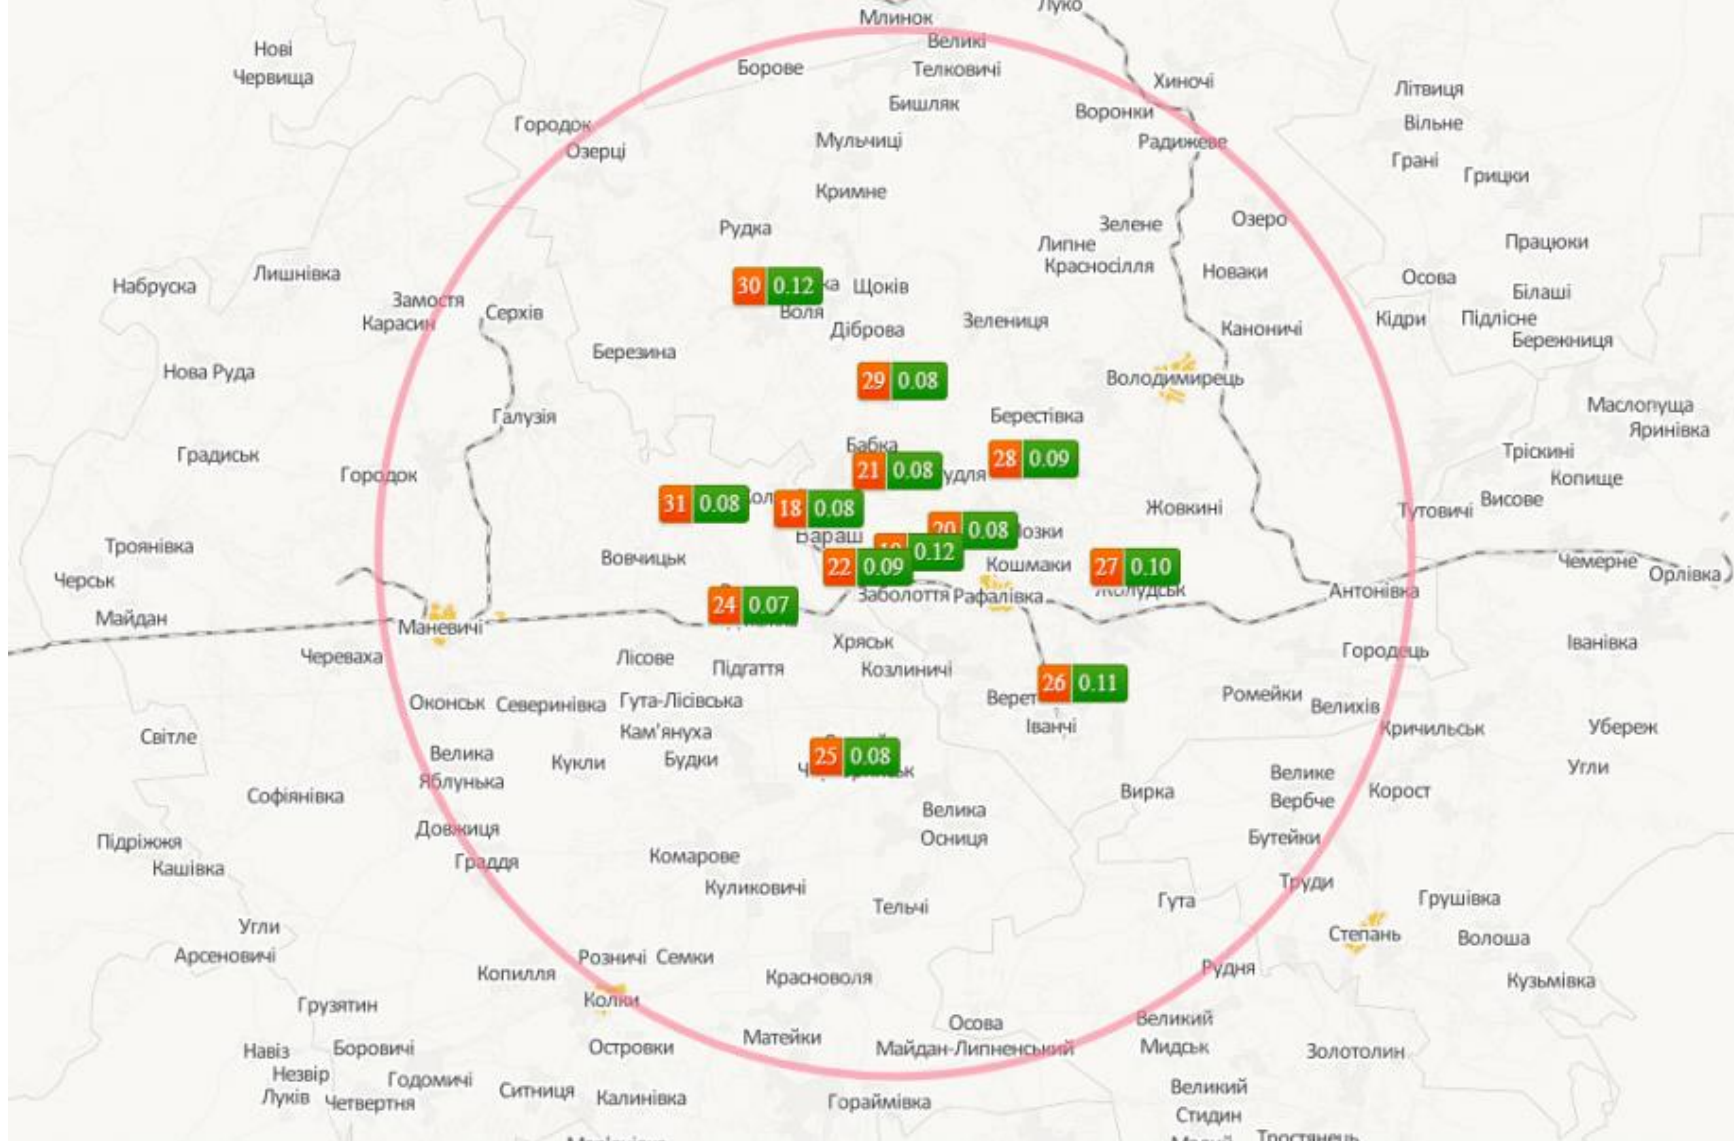 Млинок
Луко
Нові
Червища
Великі
Телковичі
Борове
Хиночі
Літвиця
Бишляк
Воронки
Вільне
Городок
Озерці
Мульчиці
Радижеве
Грані
Грицки
Кримне
Рудка
Зелене
Озеро
Липне
Красносілля
Працюки
Набруска
Лишнівка
Новаки
Осова
30 0.12
ка
Щоків
Білаші
Замостя
Карасин
Серхів
Воля
Діброва
Зелениця
Каноничі
Кідри
Підлісне
Бережниця
Березина
Нова Руда
29 0.08
Володимирець
Галузія
Берестівка
Маслопуща
Яринівка
Градиськ
Бабка
Городок
21 0.08
удля
28 0.09
Тріскині
Копище
31 0.08
18 0.08
Жовкині
Тутовичі
Висове
Вараш
20 0.08
Троянівка
Вовчицьк
0.12
22 0.09
Кошмаки
27 0.10
Чемерне
Орлівка
Черськ
Заболоття
Рафалівка
Жолудськ
Антонівка
Майдан
Маневичі
24 0.07
Череваха
Лісове
Підгаття
Хряськ
Козлиничі
Городець
Іванівка
26 0.11
Верет
Іванчі
Оконськ
Северинівка
Гута-Лісівська
Ромейки
Велихів
Кричильськ
Убереж
Світле
Кам'януха
Будки
Велика
Яблунька
Кукли
25 0.08
Велике
Вербче
Угли
Софіянівка
Вирка
Корост
Довжиця
Велика
Осниця
Бутейки
Підріжжя
Кашівка
Граддя
Комарове
Куликовичі
Труди
Тельчі
Гута
Грушівка
Угли
Арсеновичі
Степань
Волоша
Розничі
Семки
Копилля
Красноволя
Рудня
Кузьмівка
Грузятин
Колки
Осова
Великий
Мидськ
Навіз
Боровичі
Островки
Матейки
Майдан-Липненський
Золотолин
Незвір
Годомичі
Луків
Четвертня
Ситниця
Калинівка
Гораймівка
Великий
Стидин
Тростянець